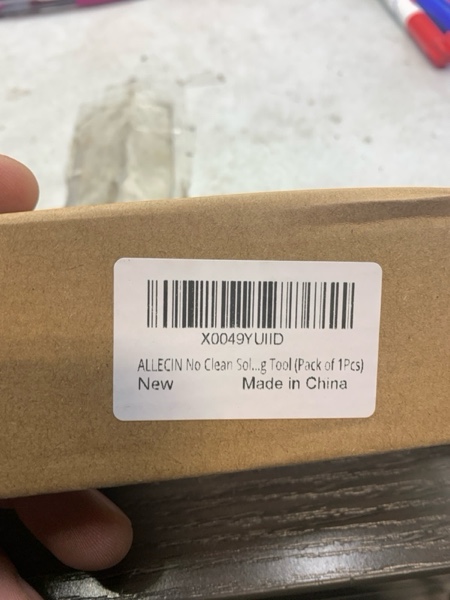 X0049YUIID
ALLECIN No Clean Sol...g Tool (Pack of 1Pcs)
New Made in China